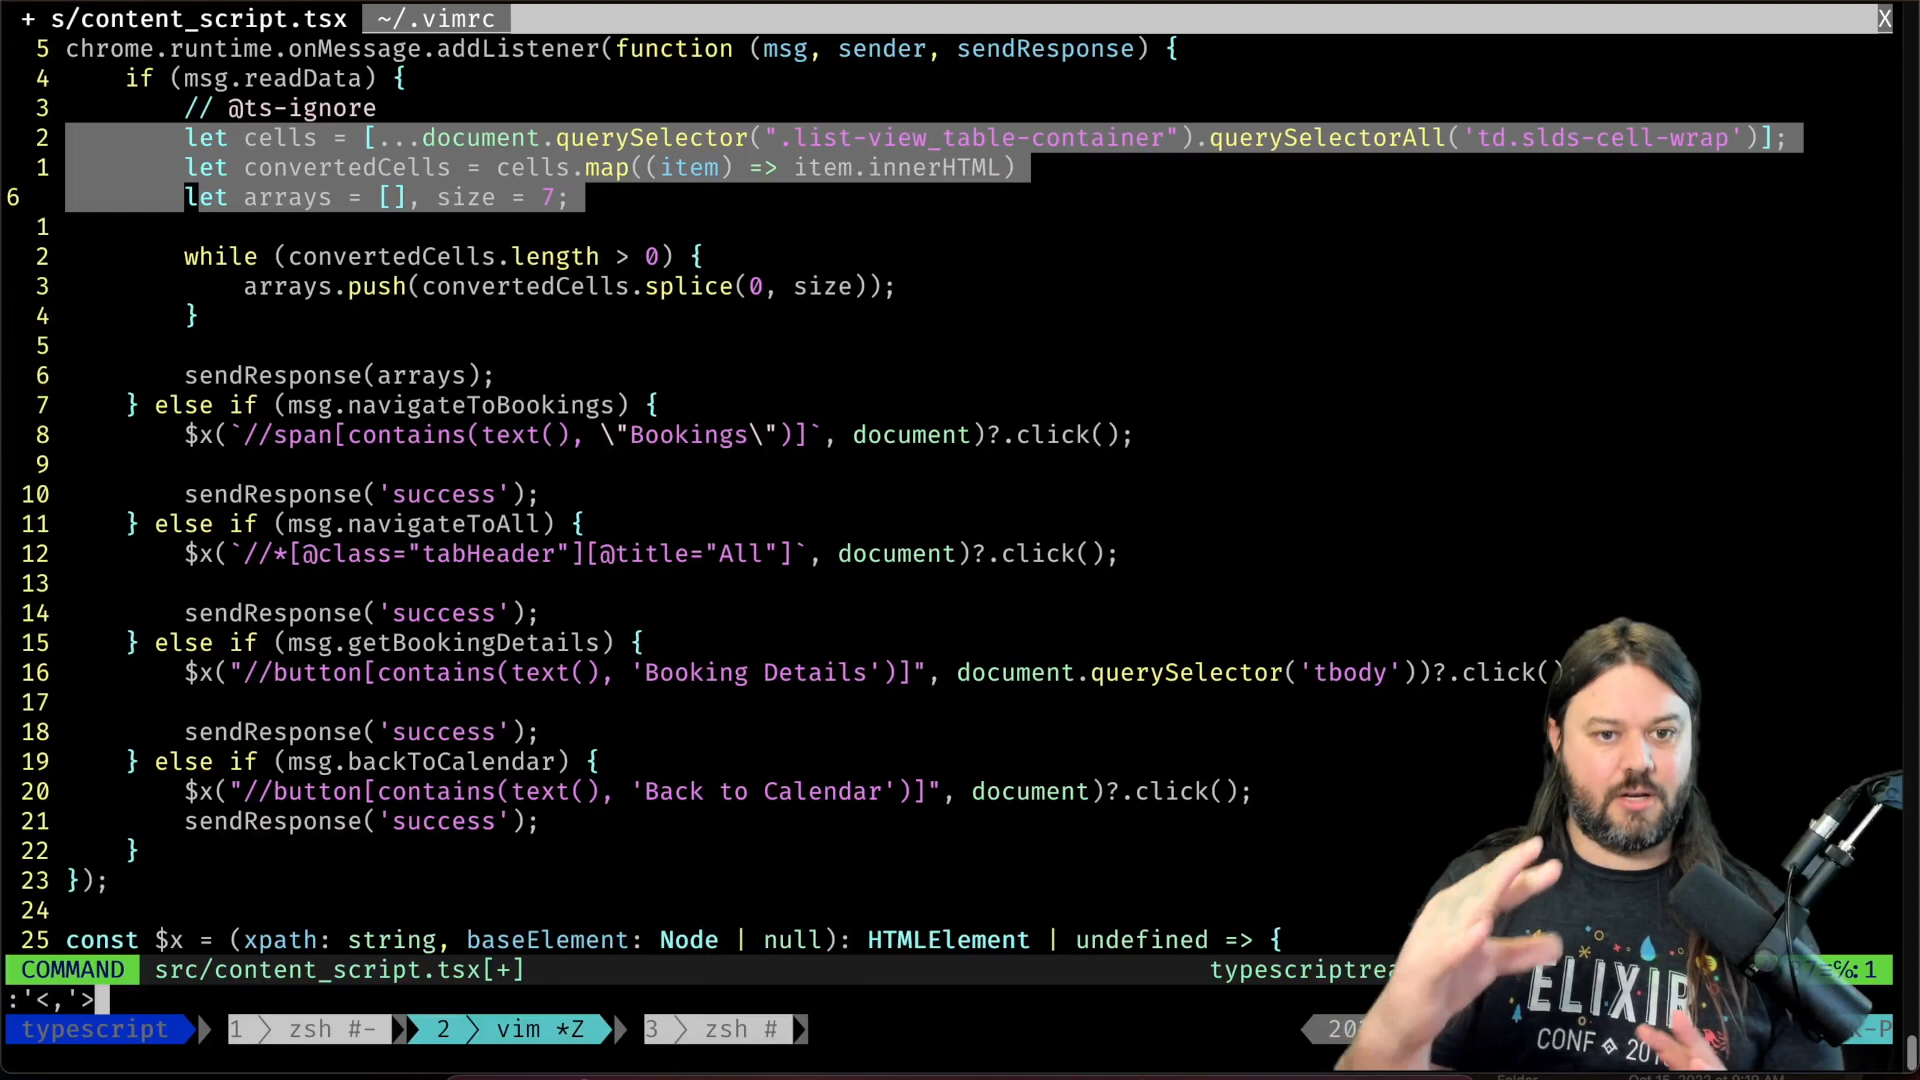 + s/content_script.tsx  ~/.vimrc  X
5 chrome.runtime.onMessage.addListener(function (msg, sender, sendResponse) {
4     if (msg.readData) {
3         // @ts-ignore
2         let cells = [...document.querySelector(".list-view_table-container").querySelectorAll('td.slds-cell-wrap')];
1         let convertedCells = cells.map((item) => item.innerHTML)
6         let arrays = [], size = 7;
1
2         while (convertedCells.length > 0) {
3             arrays.push(convertedCells.splice(0, size));
4         }
5
6         sendResponse(arrays);
7     } else if (msg.navigateToBookings) {
8         $x(`//span[contains(text(), \"Bookings\")]`, document)?.click();
9
10         sendResponse('success');
11     } else if (msg.navigateToAll) {
12         $x(`//*[@class="tabHeader"][@title="All"]`, document)?.click();
13
14         sendResponse('success');
15     } else if (msg.getBookingDetails) {
16         $x("//button[contains(text(), 'Booking Details')]", document.querySelector('tbody'))?.click();
17
18         sendResponse('success');
19     } else if (msg.backToCalendar) {
20         $x("//button[contains(text(), 'Back to Calendar')]", document)?.click();
21         sendResponse('success');
22     }
23 });
24
25 const $x = (xpath: string, baseElement: Node | null): HTMLElement | undefined => {
COMMAND  src/content_script.tsx[+]  typescriptrea  %:1
:'<,'>
typescript  1  zsh #-  2  vim *Z  3  zsh #  20
ELIXIR
CONF 201